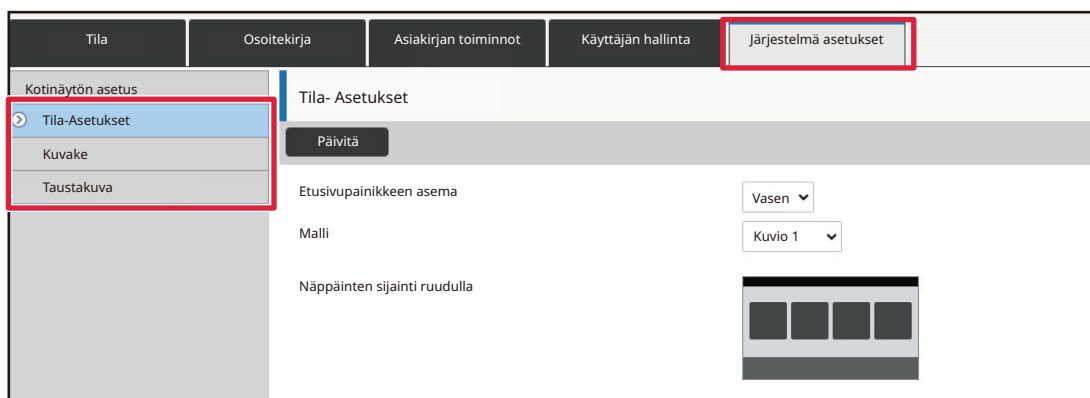 Tila
Osoitekirja
Asiakirjan toiminnot
Käyttäjän hallinta
Järjestelmä asetukset
Kotinäytön asetus
Tila-Asetukset
Kuvake
Taustakuva
Tila- Asetukset
Päivitä
Etusivupainikkeen asema
Vasen
Malli
Kuvio 1
Näppäinten sijainti ruudulla